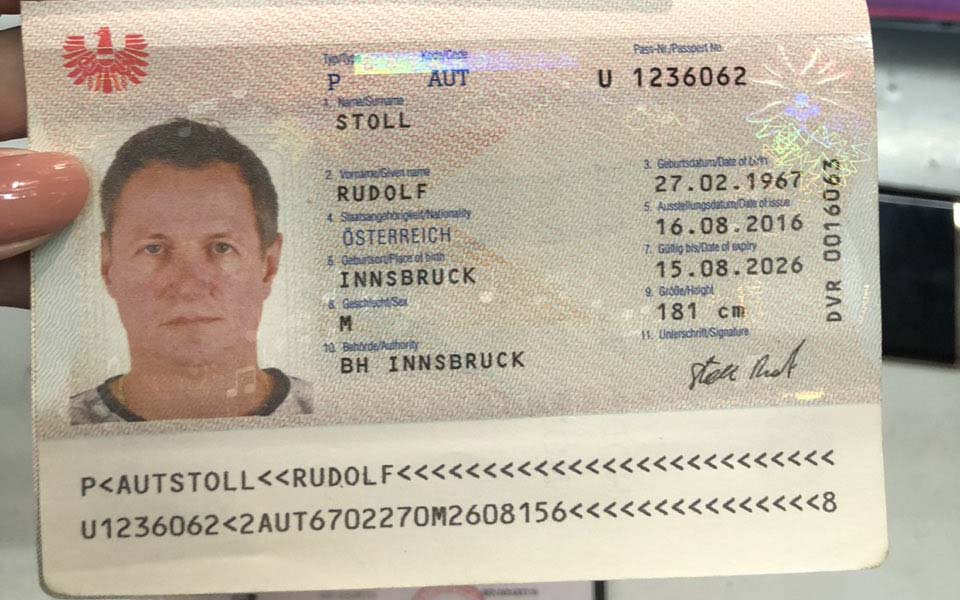 Typ/Type Kode/Code Pass-Nr./Passport No.
P AUT U 1236062
1. Name/Surname
STOLL
2. Vorname/Given name
RUDOLF
3. Geburtsdatum/Date of birth
27.02.1967
4. Staatsangehörigkeit/Nationality
ÖSTERREICH
5. Ausstellungsdatum/Date of issue
16.08.2016
6. Geburtsort/Place of birth
INNSBRUCK
7. Gültig bis/Date of expiry
15.08.2026
8. Geschlecht/Sex
M
9. Größe/Height
181 cm
10. Behörde/Authority
BH INNSBRUCK
11. Unterschrift/Signature
Stoll
DVR 0016063
P<AUTSTOLL<<RUDOLF<<<<<<<<<<<<<<<<<<<<<<<<<<
U1236062<2AUT6702270M2608156<<<<<<<<<<<<<<<8